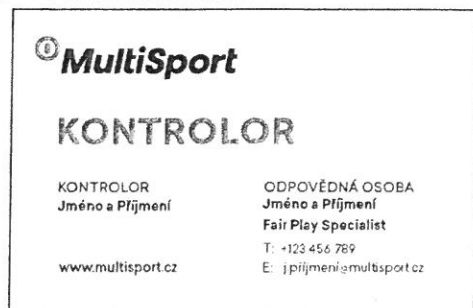 MultiSport
KONTROLOR
KONTROLOR
Jméno a Příjmení
www.multisport.cz
ODPOVĚDNÁ OSOBA
Jméno a Příjmení
Fair Play Specialist
T: +123 456 789
E: j.příjmení@multisport.cz